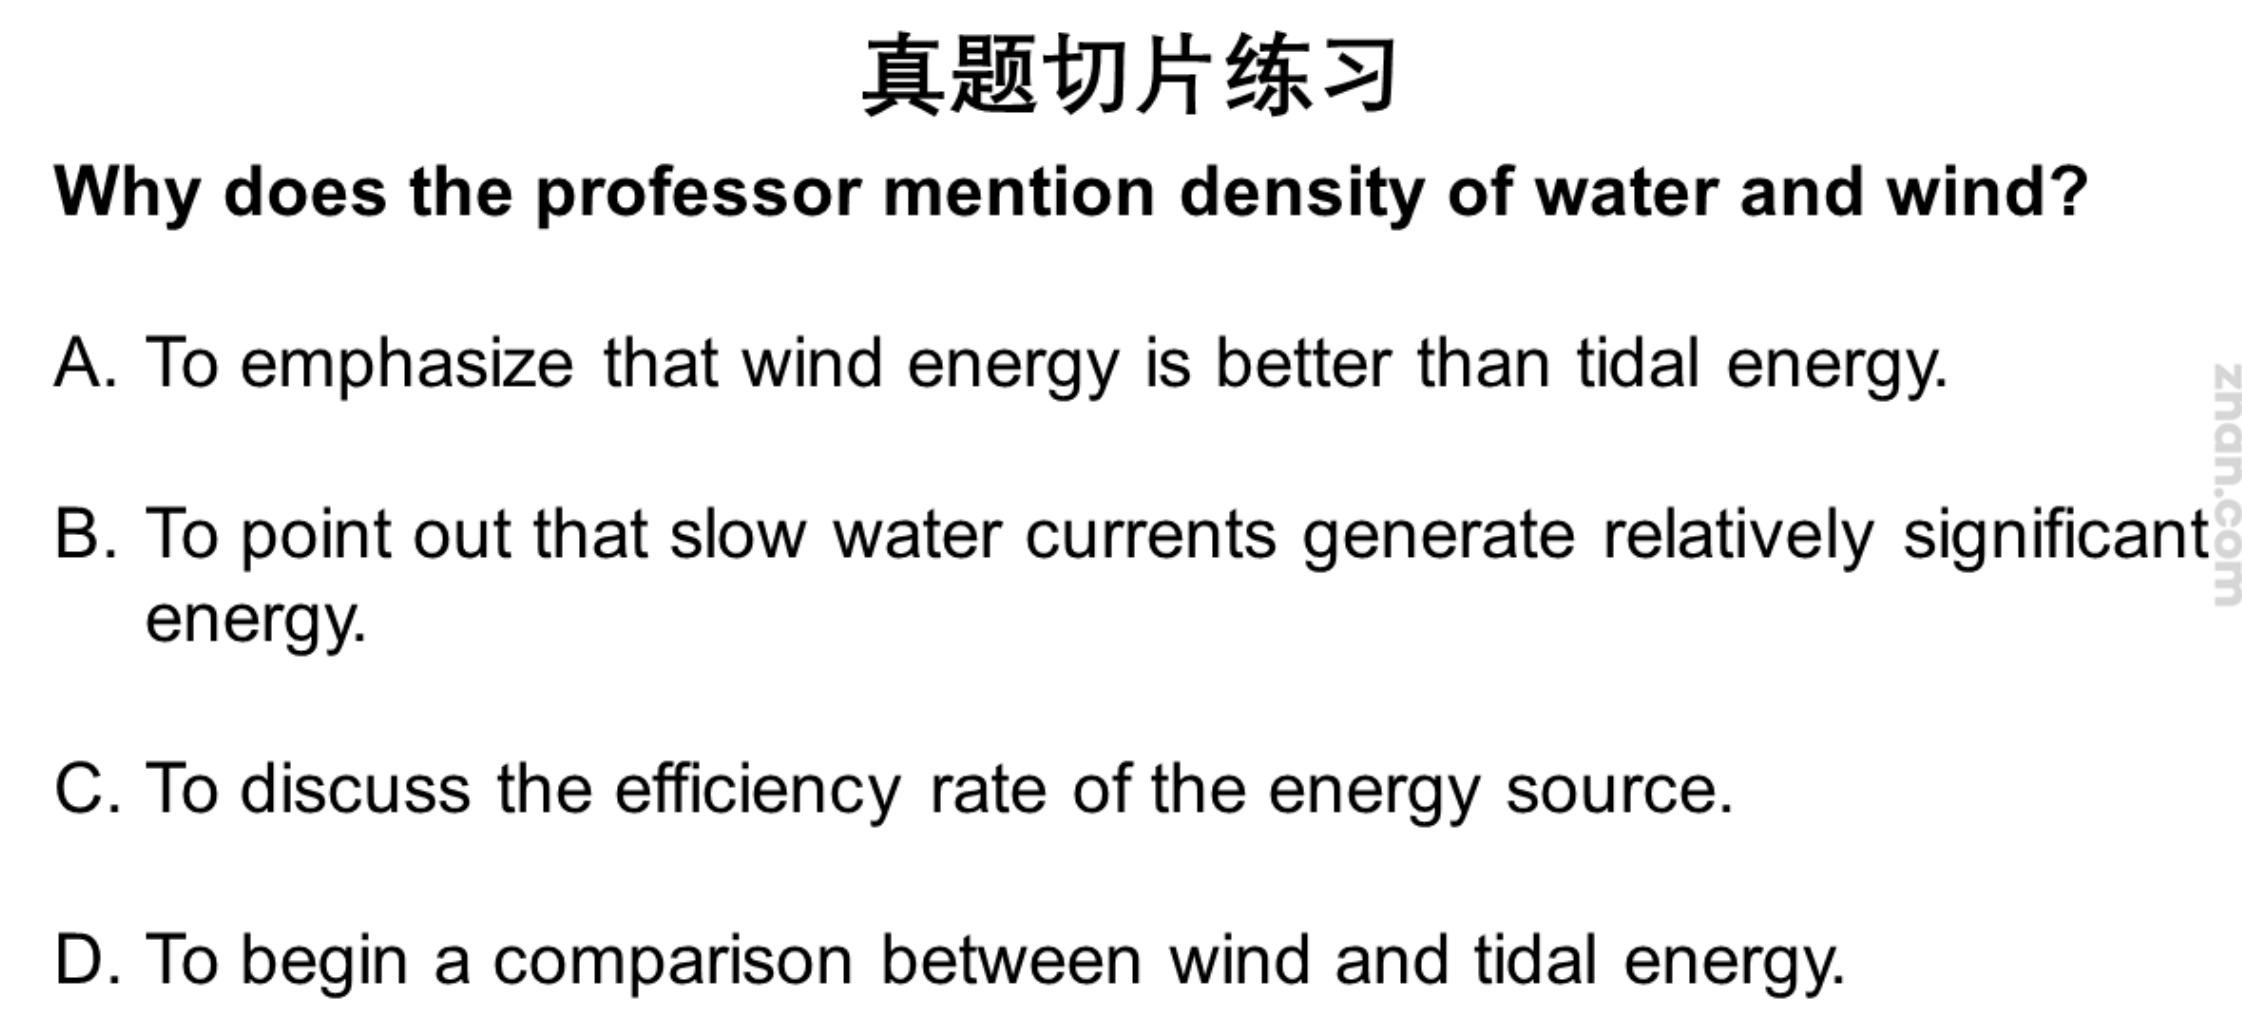 真题切片练习
Why does the professor mention density of water and wind?
A. To emphasize that wind energy is better than tidal energy.
B. To point out that slow water currents generate relatively significant
energy.
C. To discuss the efficiency rate of the energy source.
D. To begin a comparison between wind and tidal energy.
znan.com